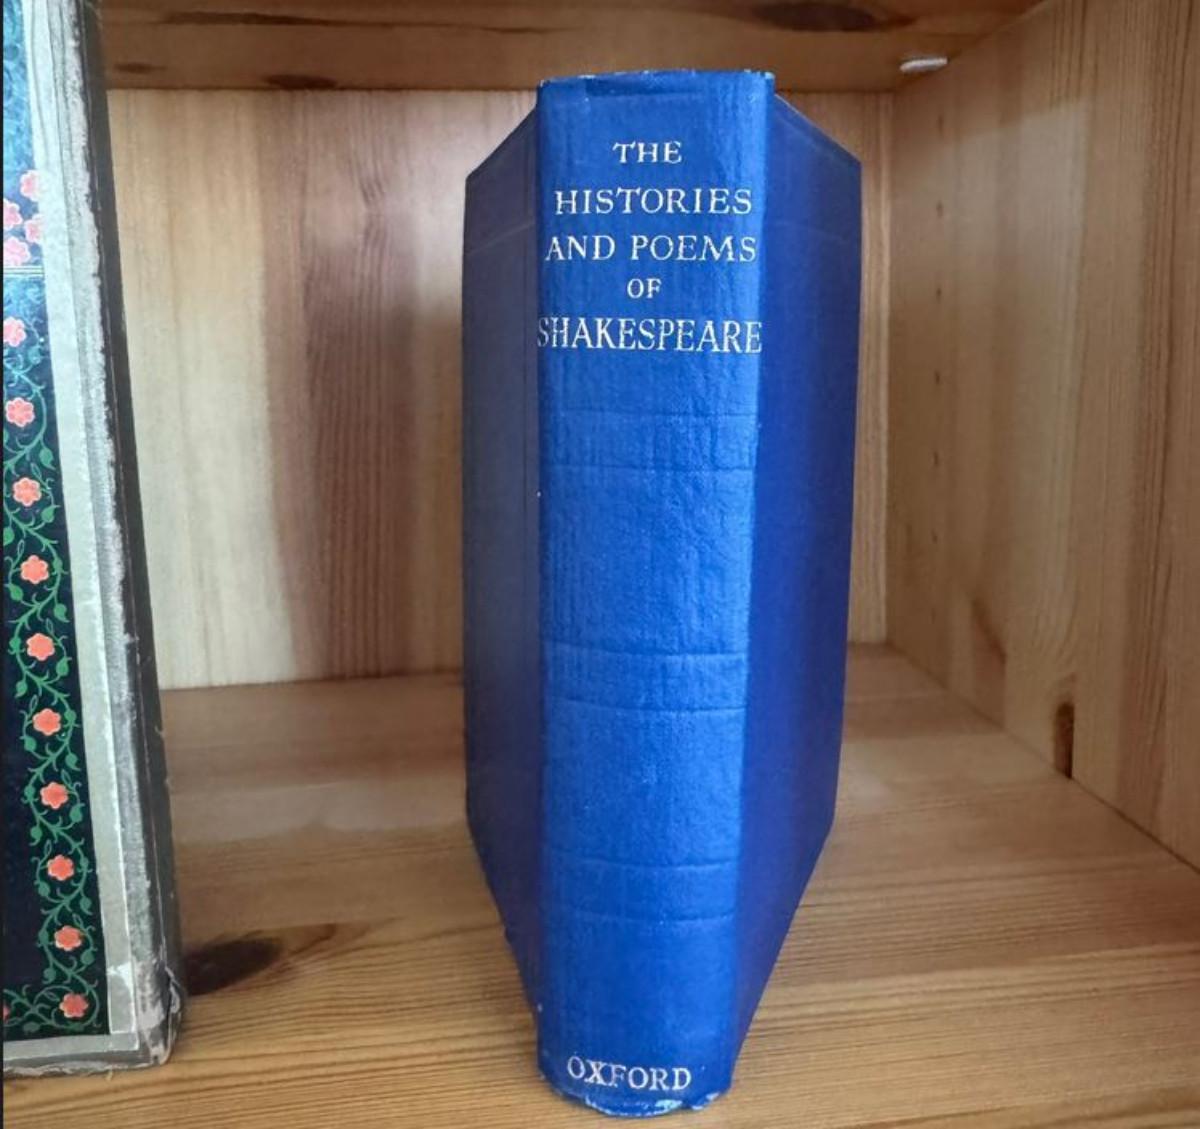 THE
HISTORIES
AND POEMS
OF
SHAKESPEARE
OXFORD